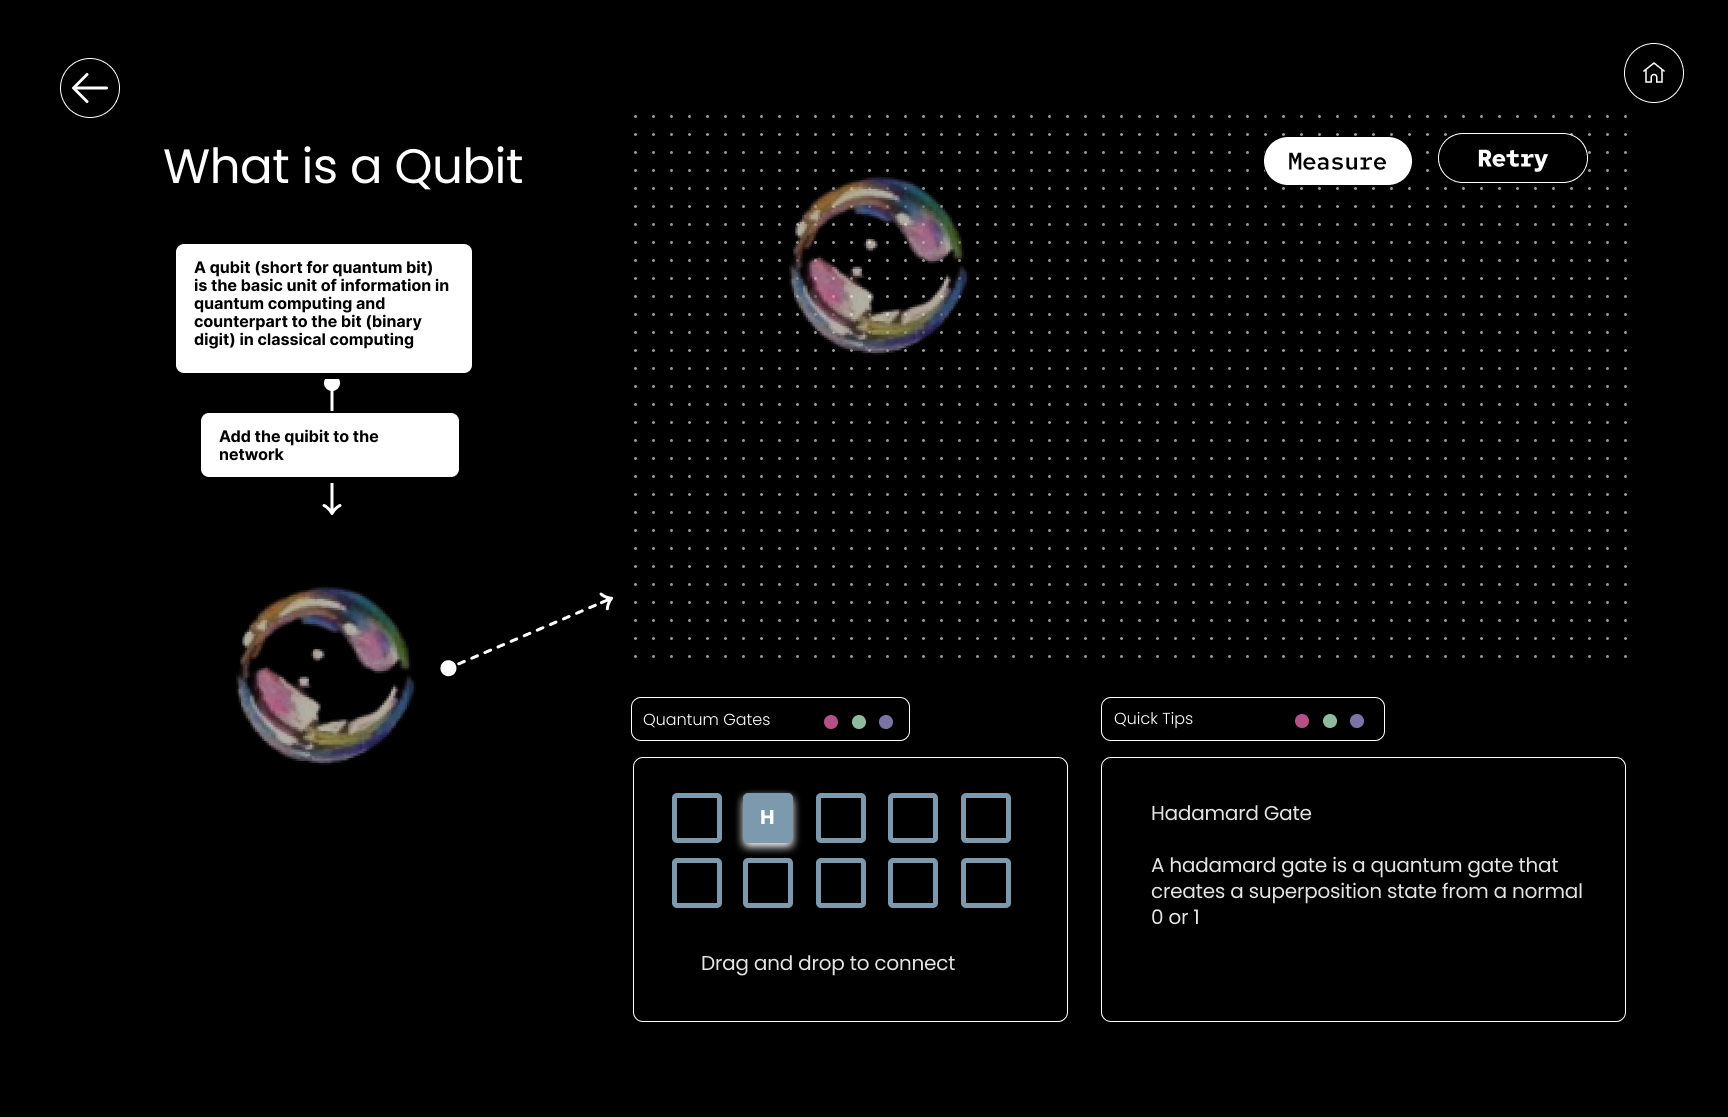 What is a Qubit
A qubit (short for quantum bit)
is the basic unit of information in
quantum computing and
counterpart to the bit (binary
digit) in classical computing
Add the quibit to the
network
Measure
Retry
Quantum Gates
H
Drag and drop to connect
Quick Tips
Hadamard Gate
A hadamard gate is a quantum gate that
creates a superposition state from a normal
0 or 1